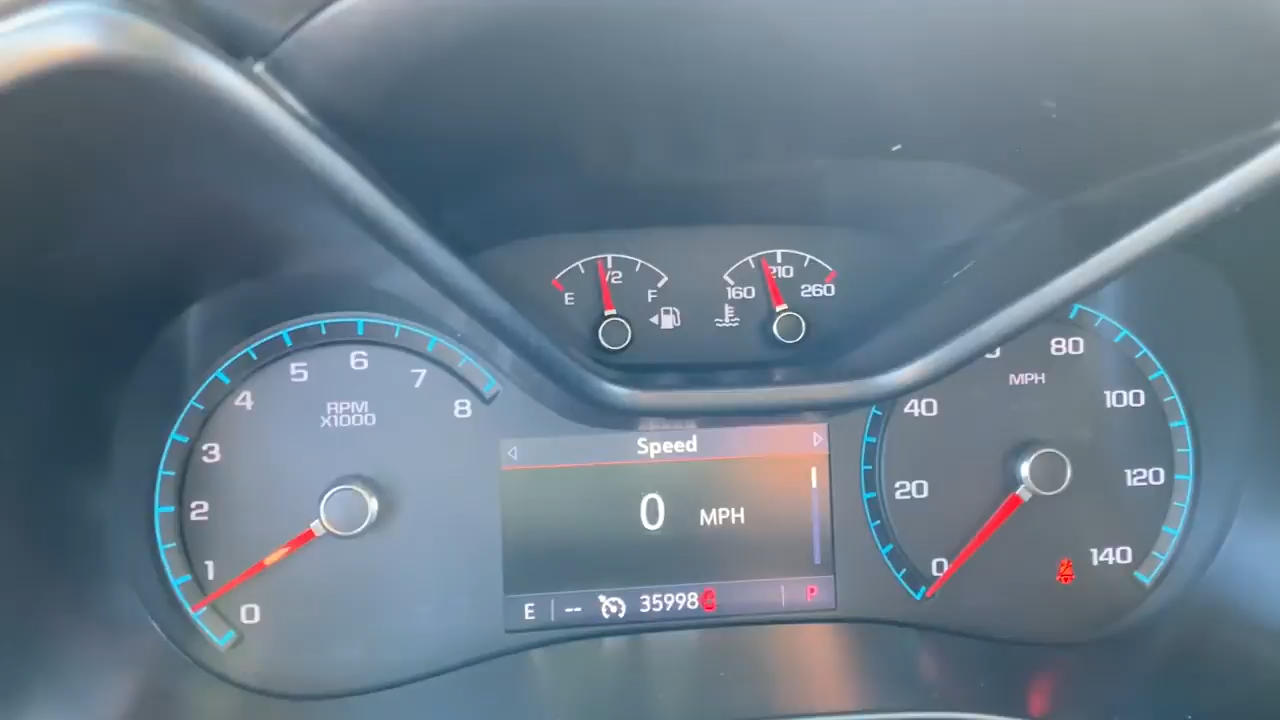 E 1/2 F
160 210 260
0 1 2 3 4 5 6 7 8
RPM
X1000
Speed
0 MPH
E -- 35998 P
0 20 40 80 100 120 140
MPH